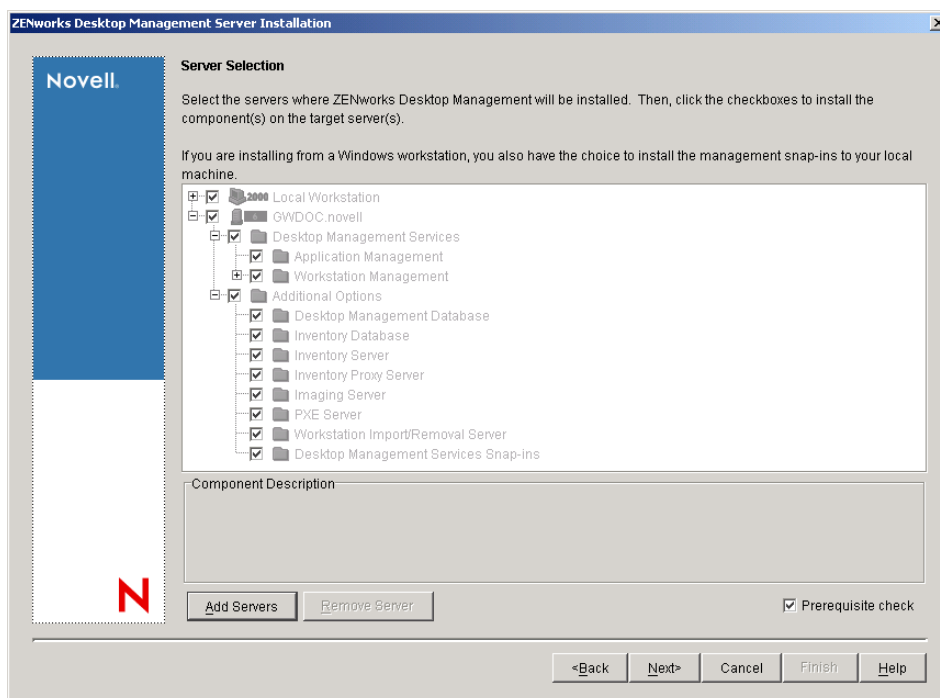 ZENworks Desktop Management Server Installation
Novell.
Server Selection
Select the servers where ZENworks Desktop Management will be installed. Then, click the checkboxes to install the
component(s) on the target server(s).
If you are installing from a Windows workstation, you also have the choice to install the management snap-ins to your local
machine.
2000 Local Workstation
GWDOC.novell
Desktop Management Services
Application Management
Workstation Management
Additional Options
Desktop Management Database
Inventory Database
Inventory Server
Inventory Proxy Server
Imaging Server
PXE Server
Workstation Import/Removal Server
Desktop Management Services Snap-ins
Component Description
N
Add Servers
Remove Server
Prerequisite check
<Back
Next>
Cancel
Finish
Help